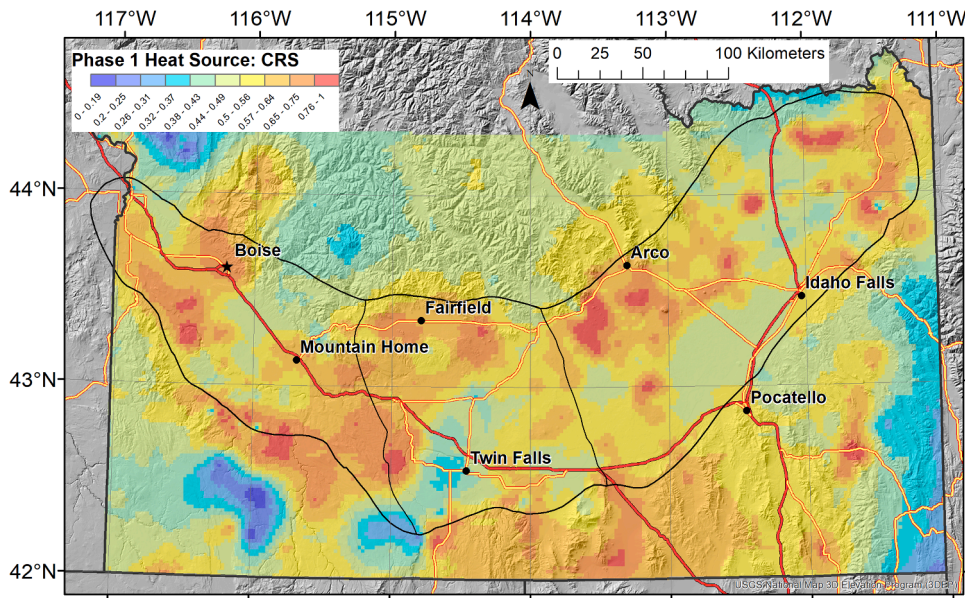 117°W 116°W 115°W 114°W 113°W 112°W 111°W
Phase 1 Heat Source: CRS
0 - 0.19
0.2 - 0.25
0.26 - 0.31
0.32 - 0.37
0.38 - 0.43
0.44 - 0.49
0.5 - 0.56
0.57 - 0.64
0.65 - 0.75
0.76 - 1
0 25 50 100 Kilometers
N
44°N
Boise
Arco
Idaho Falls
Fairfield
Mountain Home
43°N
Pocatello
Twin Falls
42°N
USGS National Map 3D Elevation Program (3DEP)